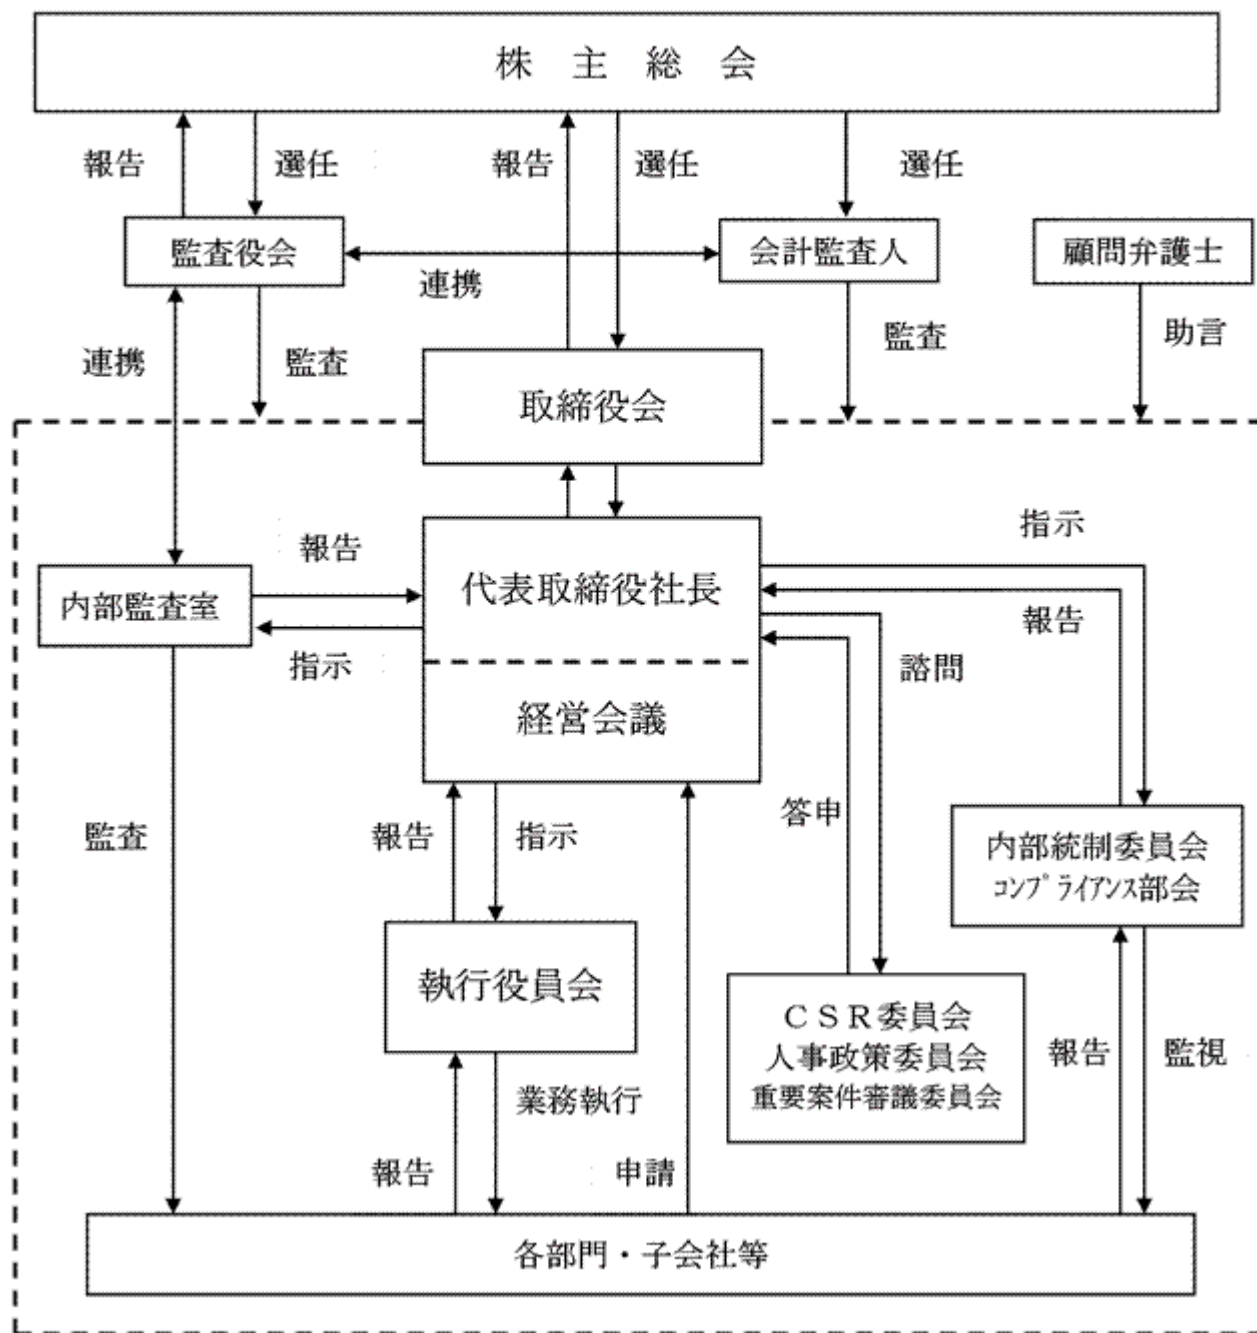 株主総会
報告
選任
報告
選任
選任
監査役会
会計監査人
顧問弁護士
連携
連携
監査
監査
助言
取締役会
指示
報告
代表取締役社長
内部監査室
報告
指示
諮問
経営会議
答申
監査
報告
指示
内部統制委員会
コンプライアンス部会
執行役員会
CSR委員会
人事政策委員会
重要案件審議委員会
報告
監視
業務執行
報告
申請
各部門・子会社等